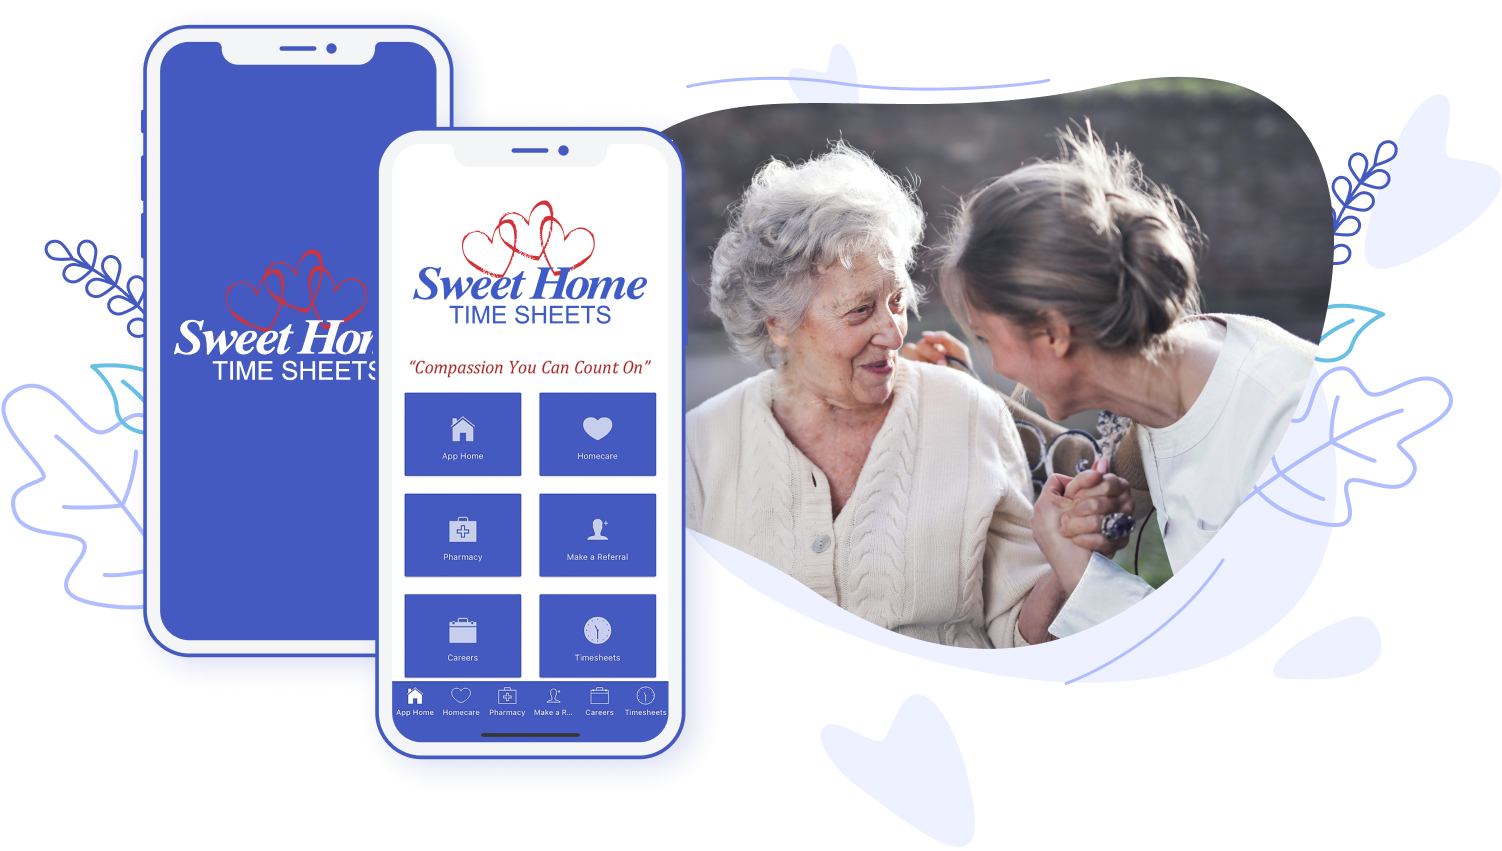 Sweet Hom
TIME SHEETS
Sweet Home
TIME SHEETS
“Compassion You Can Count On”
App Home
Homecare
Pharmacy
Make a Referral
Careers
Timesheets
App Home Homecare Pharmacy Make a R... Careers Timesheets